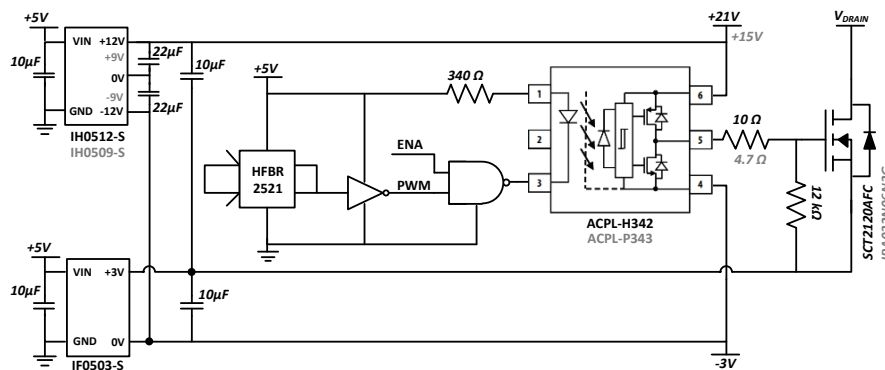 +5V
VIN +12V
+9V
0V
-9V
GND -12V
10µF
22µF
22µF
10µF
IH0512-S
IH0509-S
+5V
340 Ω
HFBR
2521
ENA
PWM
1
2
3
6
5
4
ACPL-H342
ACPL-P343
+21V
+15V
VDRAIN
10 Ω
4.7 Ω
12 kΩ
SCT2120AFC
+5V
VIN +3V
GND 0V
10µF
10µF
IF0503-S
-3V